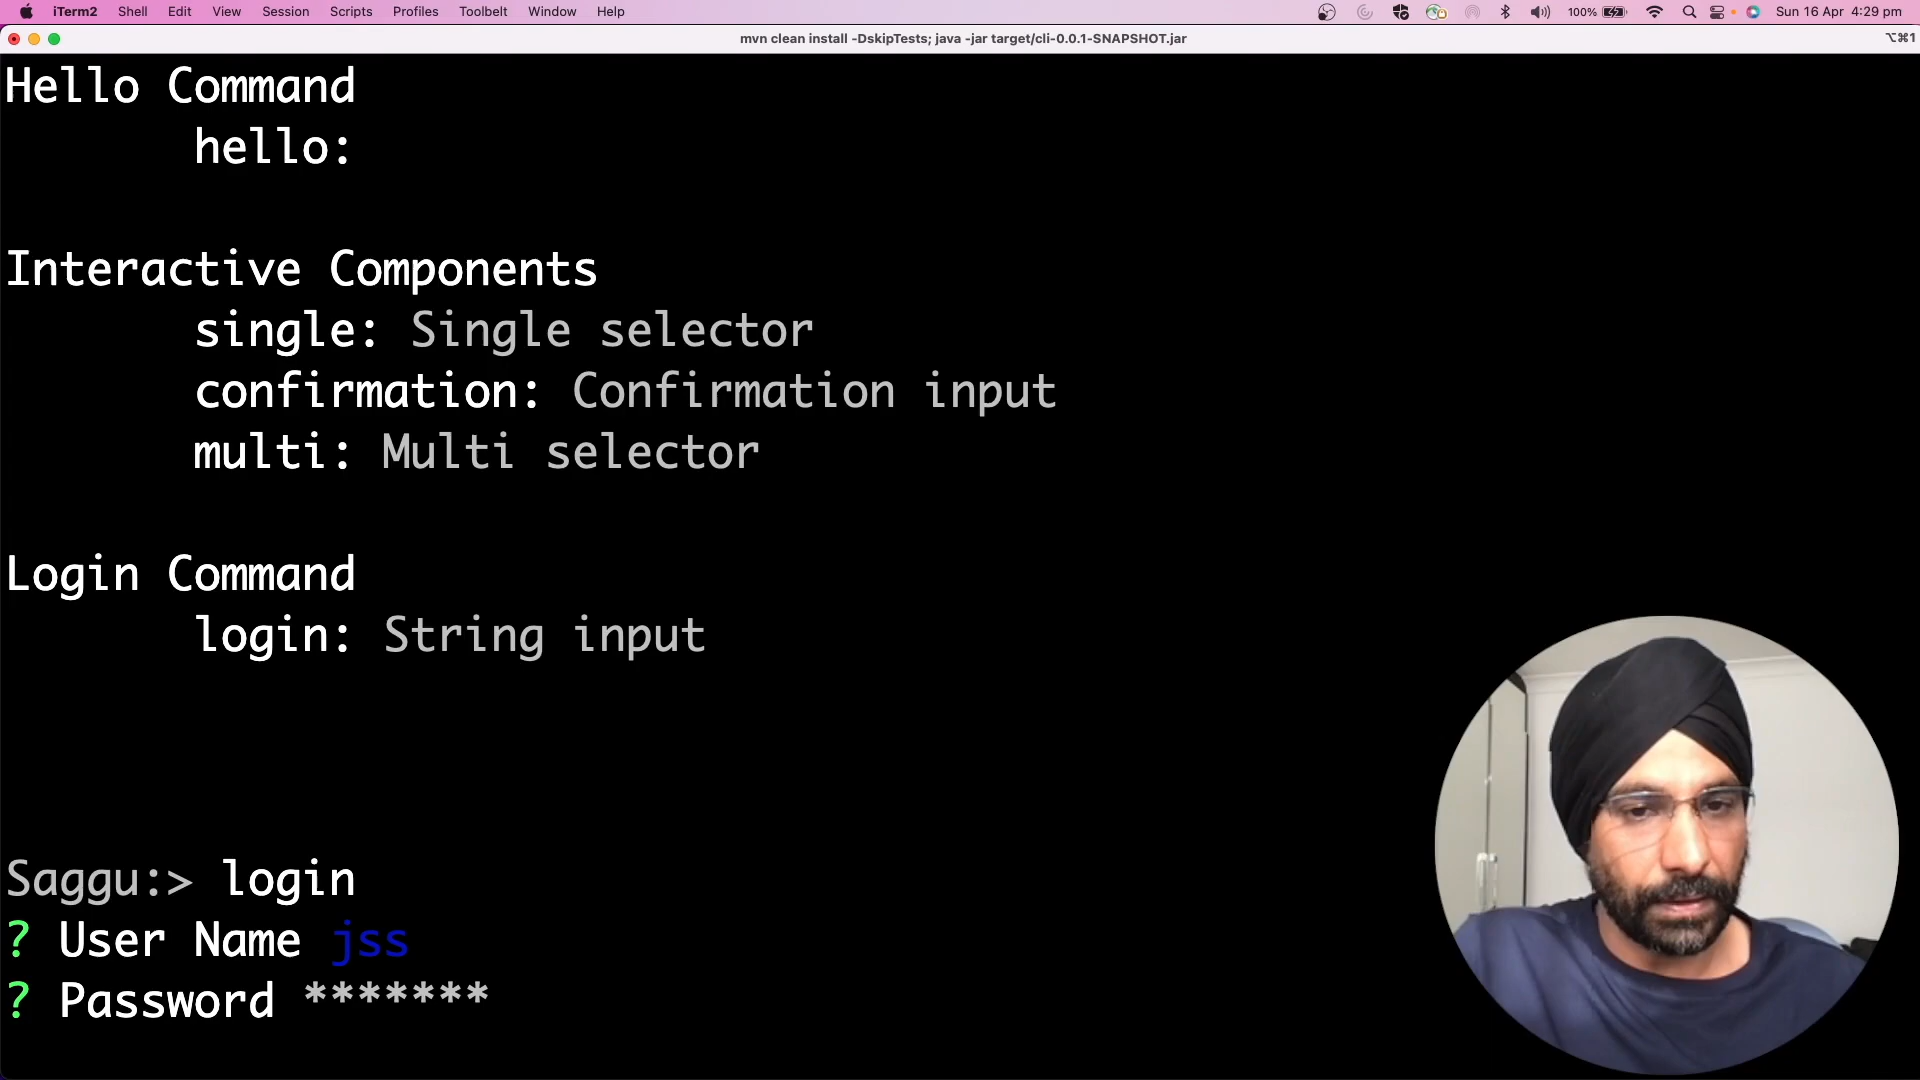 iTerm2 Shell Edit View Session Scripts Profiles Toolbelt Window Help 100% Sun 16 Apr 4:29 pm
mvn clean install -DskipTests; java -jar target/cli-0.0.1-SNAPSHOT.jar ⌥⌘1
Hello Command
hello:
Interactive Components
single: Single selector
confirmation: Confirmation input
multi: Multi selector
Login Command
login: String input
Saggu:> login
? User Name jss
? Password *******